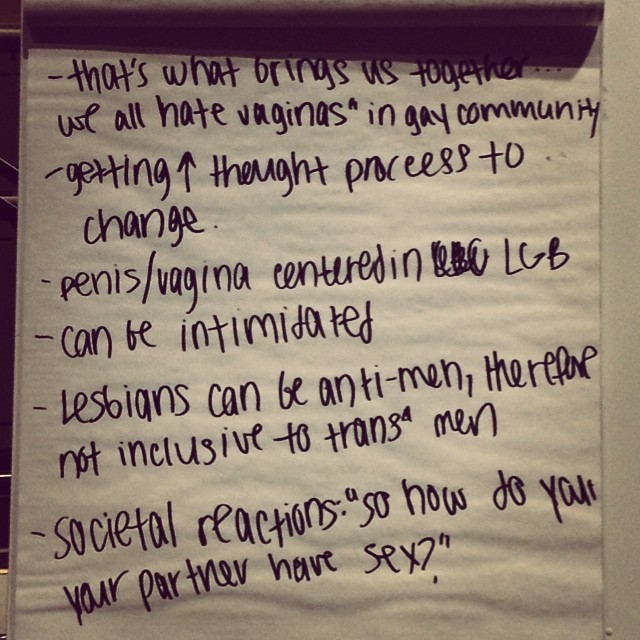 - that's what brings us together...
we all hate vaginas" in gay community
- getting ↑ thought process to
change.
- penis/vagina centered in LGB
- can be intimidated
- Lesbians can be anti-men, therefore
not inclusive to trans* men
- societal reactions: "so how do you
your partner have sex?"